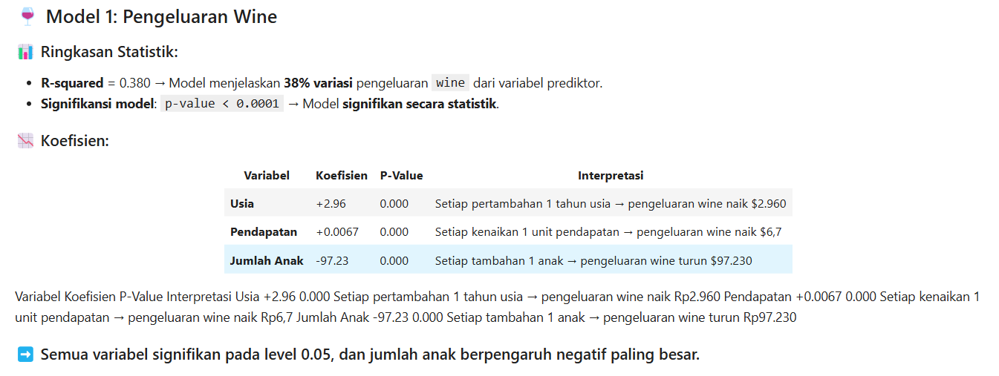 🍷 Model 1: Pengeluaran Wine
📊 Ringkasan Statistik:
• R-squared = 0.380 → Model menjelaskan 38% variasi pengeluaran wine dari variabel prediktor.
• Signifikansi model: p-value < 0.0001 → Model signifikan secara statistik.
📉 Koefisien:
Variabel Koefisien P-Value Interpretasi
Usia +2.96 0.000 Setiap pertambahan 1 tahun usia → pengeluaran wine naik $2.960
Pendapatan +0.0067 0.000 Setiap kenaikan 1 unit pendapatan → pengeluaran wine naik $6,7
Jumlah Anak -97.23 0.000 Setiap tambahan 1 anak → pengeluaran wine turun $97.230
Variabel Koefisien P-Value Interpretasi Usia +2.96 0.000 Setiap pertambahan 1 tahun usia → pengeluaran wine naik Rp2.960 Pendapatan +0.0067 0.000 Setiap kenaikan 1
unit pendapatan → pengeluaran wine naik Rp6,7 Jumlah Anak -97.23 0.000 Setiap tambahan 1 anak → pengeluaran wine turun Rp97.230
➡️ Semua variabel signifikan pada level 0.05, dan jumlah anak berpengaruh negatif paling besar.